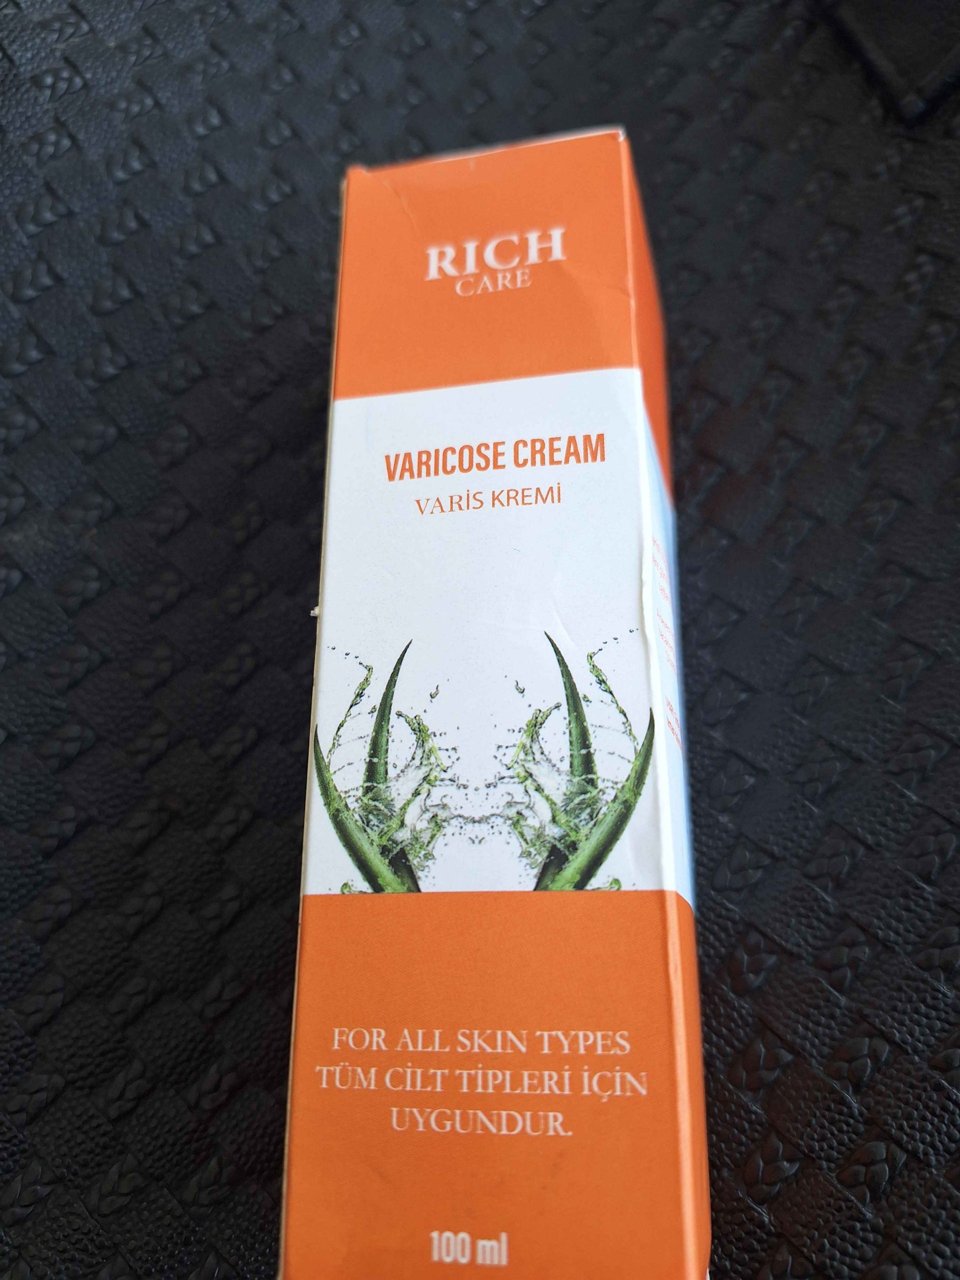 RICH
CARE
VARICOSE CREAM
VARİS KREMİ
FOR ALL SKIN TYPES
TÜM CİLT TİPLERİ İÇİN
UYGUNDUR.
100 ml